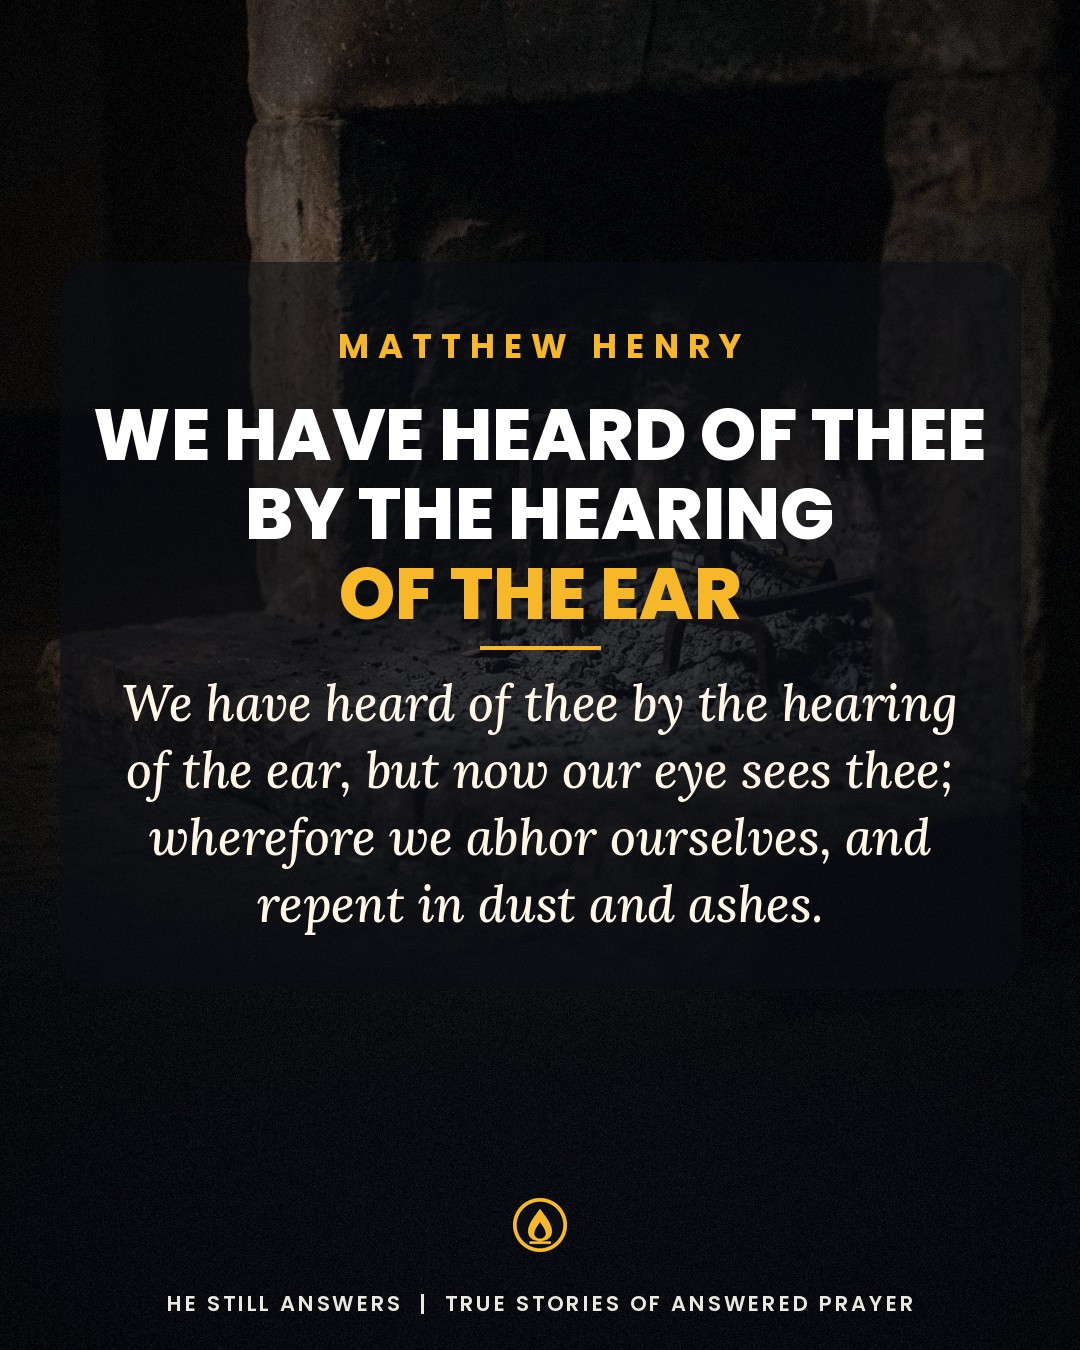 MATTHEW HENRY
WE HAVE HEARD OF THEE
BY THE HEARING
OF THE EAR
We have heard of thee by the hearing
of the ear, but now our eye sees thee;
wherefore we abhor ourselves, and
repent in dust and ashes.
HE STILL ANSWERS | TRUE STORIES OF ANSWERED PRAYER